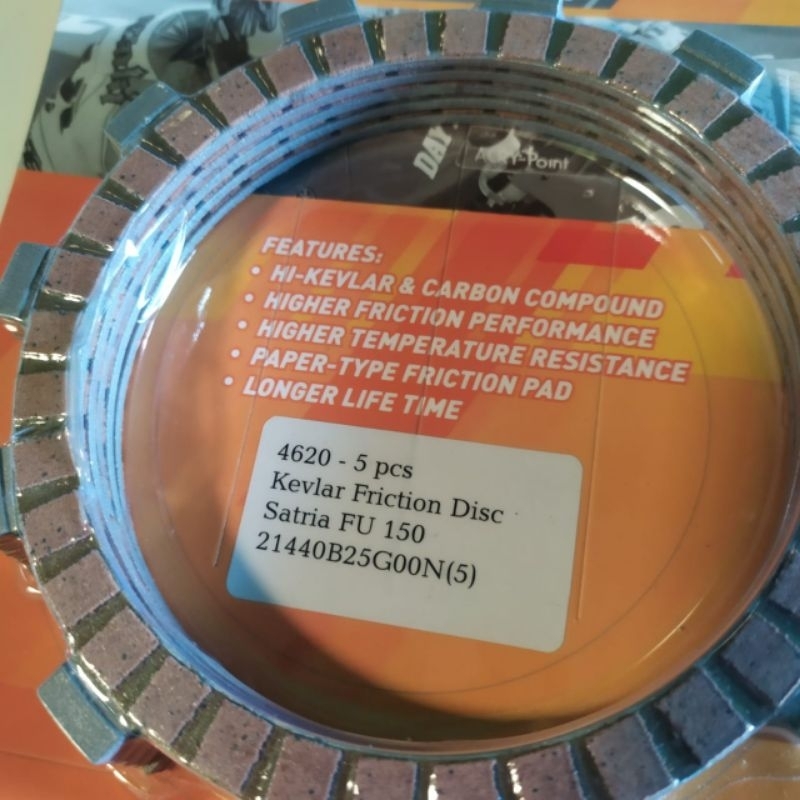 DAY
FEATURES:
• HI-KEVLAR & CARBON COMPOUND
• HIGHER FRICTION PERFORMANCE
• HIGHER TEMPERATURE RESISTANCE
• PAPER-TYPE FRICTION PAD
• LONGER LIFE TIME
4620 - 5 pcs
Kevlar Friction Disc
Satria FU 150
21440B25G00N(5)